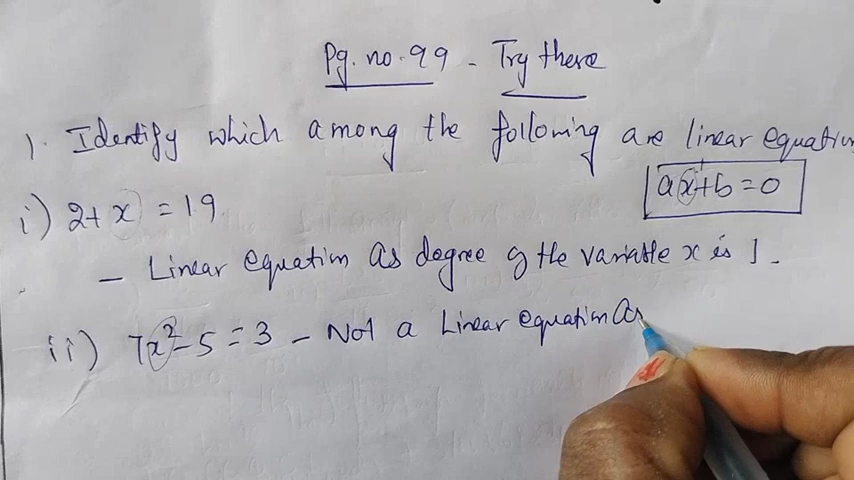 Pg. no. 99 - Try these
1. Identify which among the following are linear equation
ax+b=0
i) 2+x = 19.
- Linear equation as degree of the variable x is 1.
ii) 7x²-5=3 - Not a Linear equation as